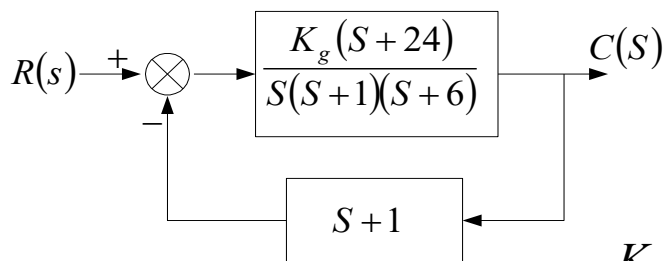 R(s)
+
−
K_g(S+24)
S(S+1)(S+6)
C(S)
S+1
K